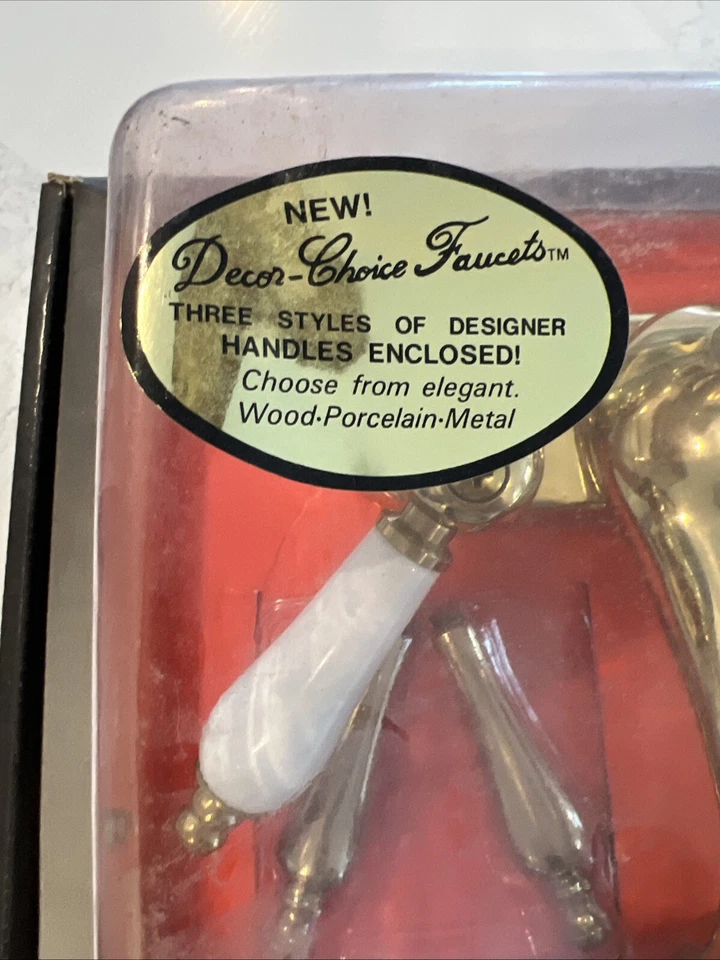 NEW!
Decor-Choice Faucets™
THREE STYLES OF DESIGNER
HANDLES ENCLOSED!
Choose from elegant.
Wood·Porcelain·Metal